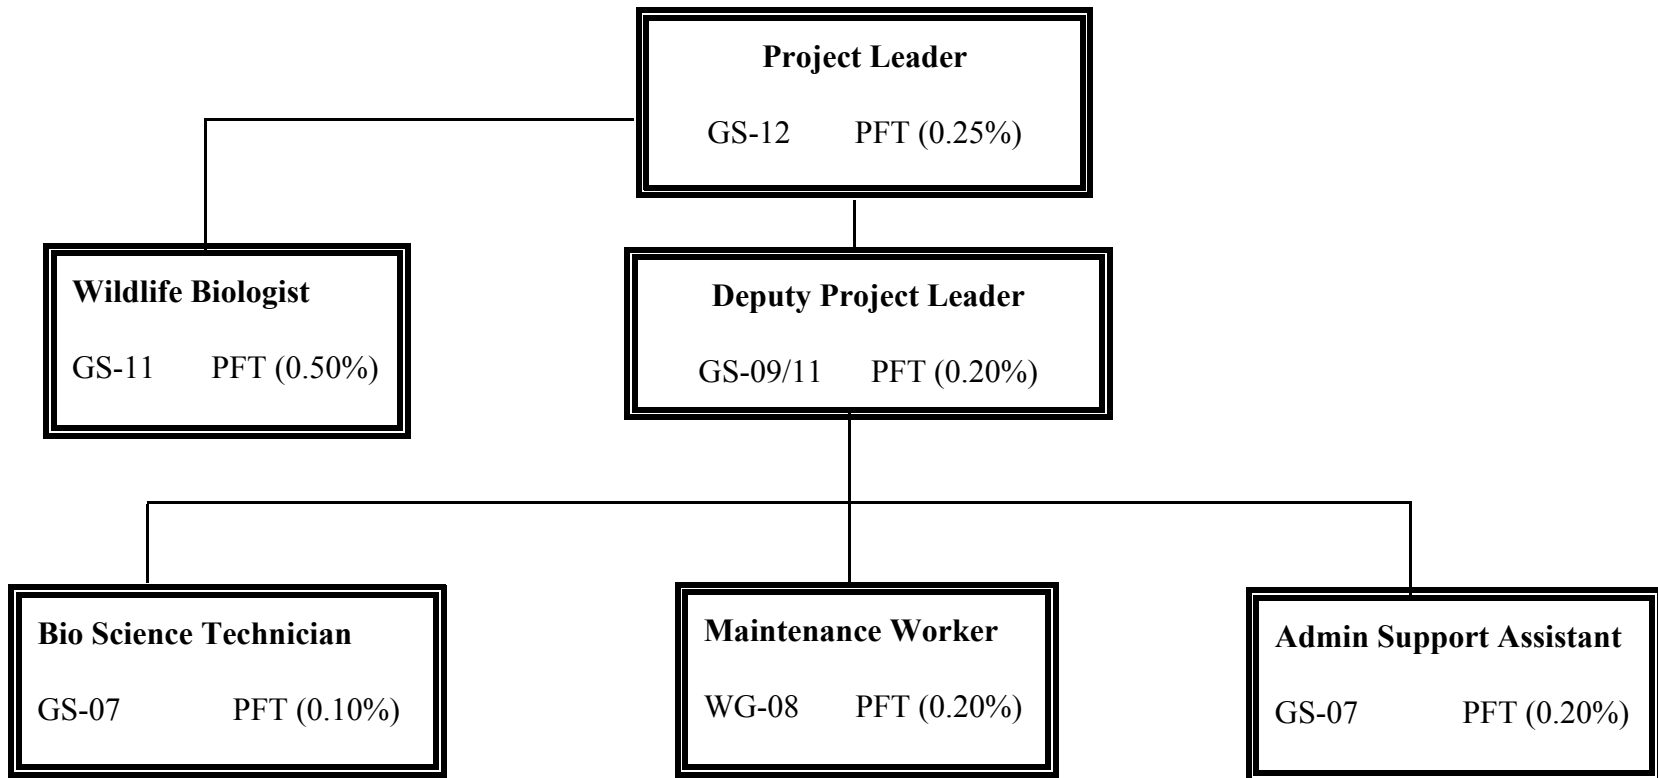 Project Leader
GS-12 PFT (0.25%)
Wildlife Biologist
GS-11 PFT (0.50%)
Deputy Project Leader
GS-09/11 PFT (0.20%)
Bio Science Technician
GS-07 PFT (0.10%)
Maintenance Worker
WG-08 PFT (0.20%)
Admin Support Assistant
GS-07 PFT (0.20%)